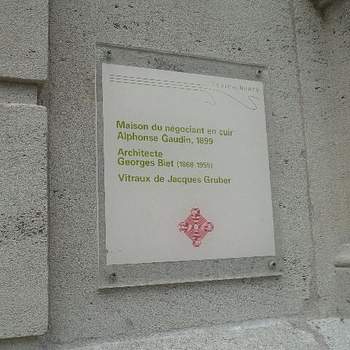 Maison du négociant en cuir
Alphonse Gaudin, 1899
Architecte
Georges Biet (1868-1955)
Vitraux de Jacques Gruber